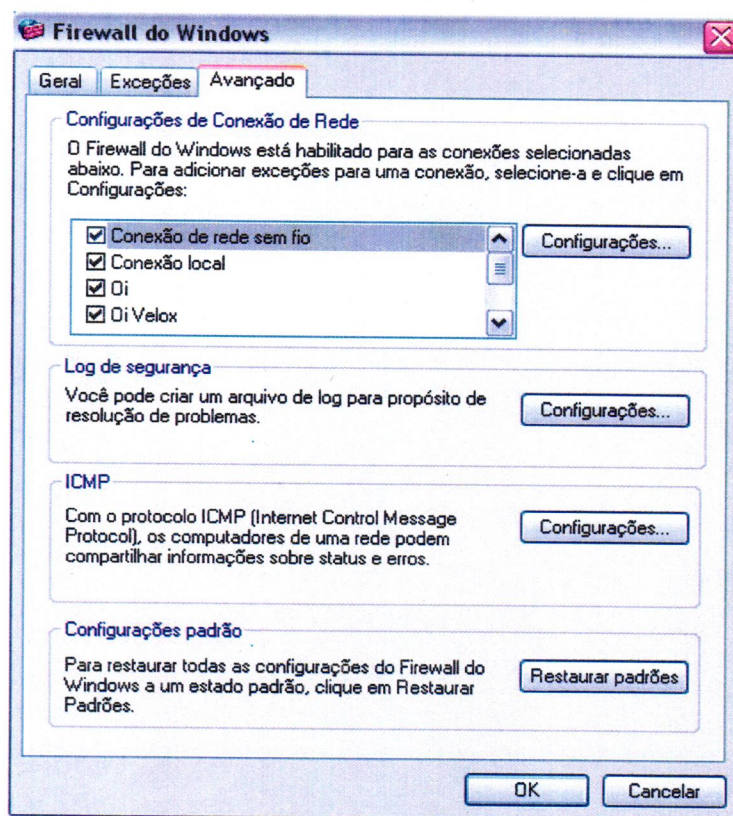 Firewall do Windows
Geral Exceções Avançado
Configurações de Conexão de Rede
O Firewall do Windows está habilitado para as conexões selecionadas
abaixo. Para adicionar exceções para uma conexão, selecione-a e clique em
Configurações:
Conexão de rede sem fio
Conexão local
Oi
Oi Velox
Configurações...
Log de segurança
Você pode criar um arquivo de log para propósito de
resolução de problemas.
Configurações...
ICMP
Com o protocolo ICMP (Internet Control Message
Protocol), os computadores de uma rede podem
compartilhar informações sobre status e erros.
Configurações...
Configurações padrão
Para restaurar todas as configurações do Firewall do
Windows a um estado padrão, clique em Restaurar
Padrões.
Restaurar padrões
OK Cancelar